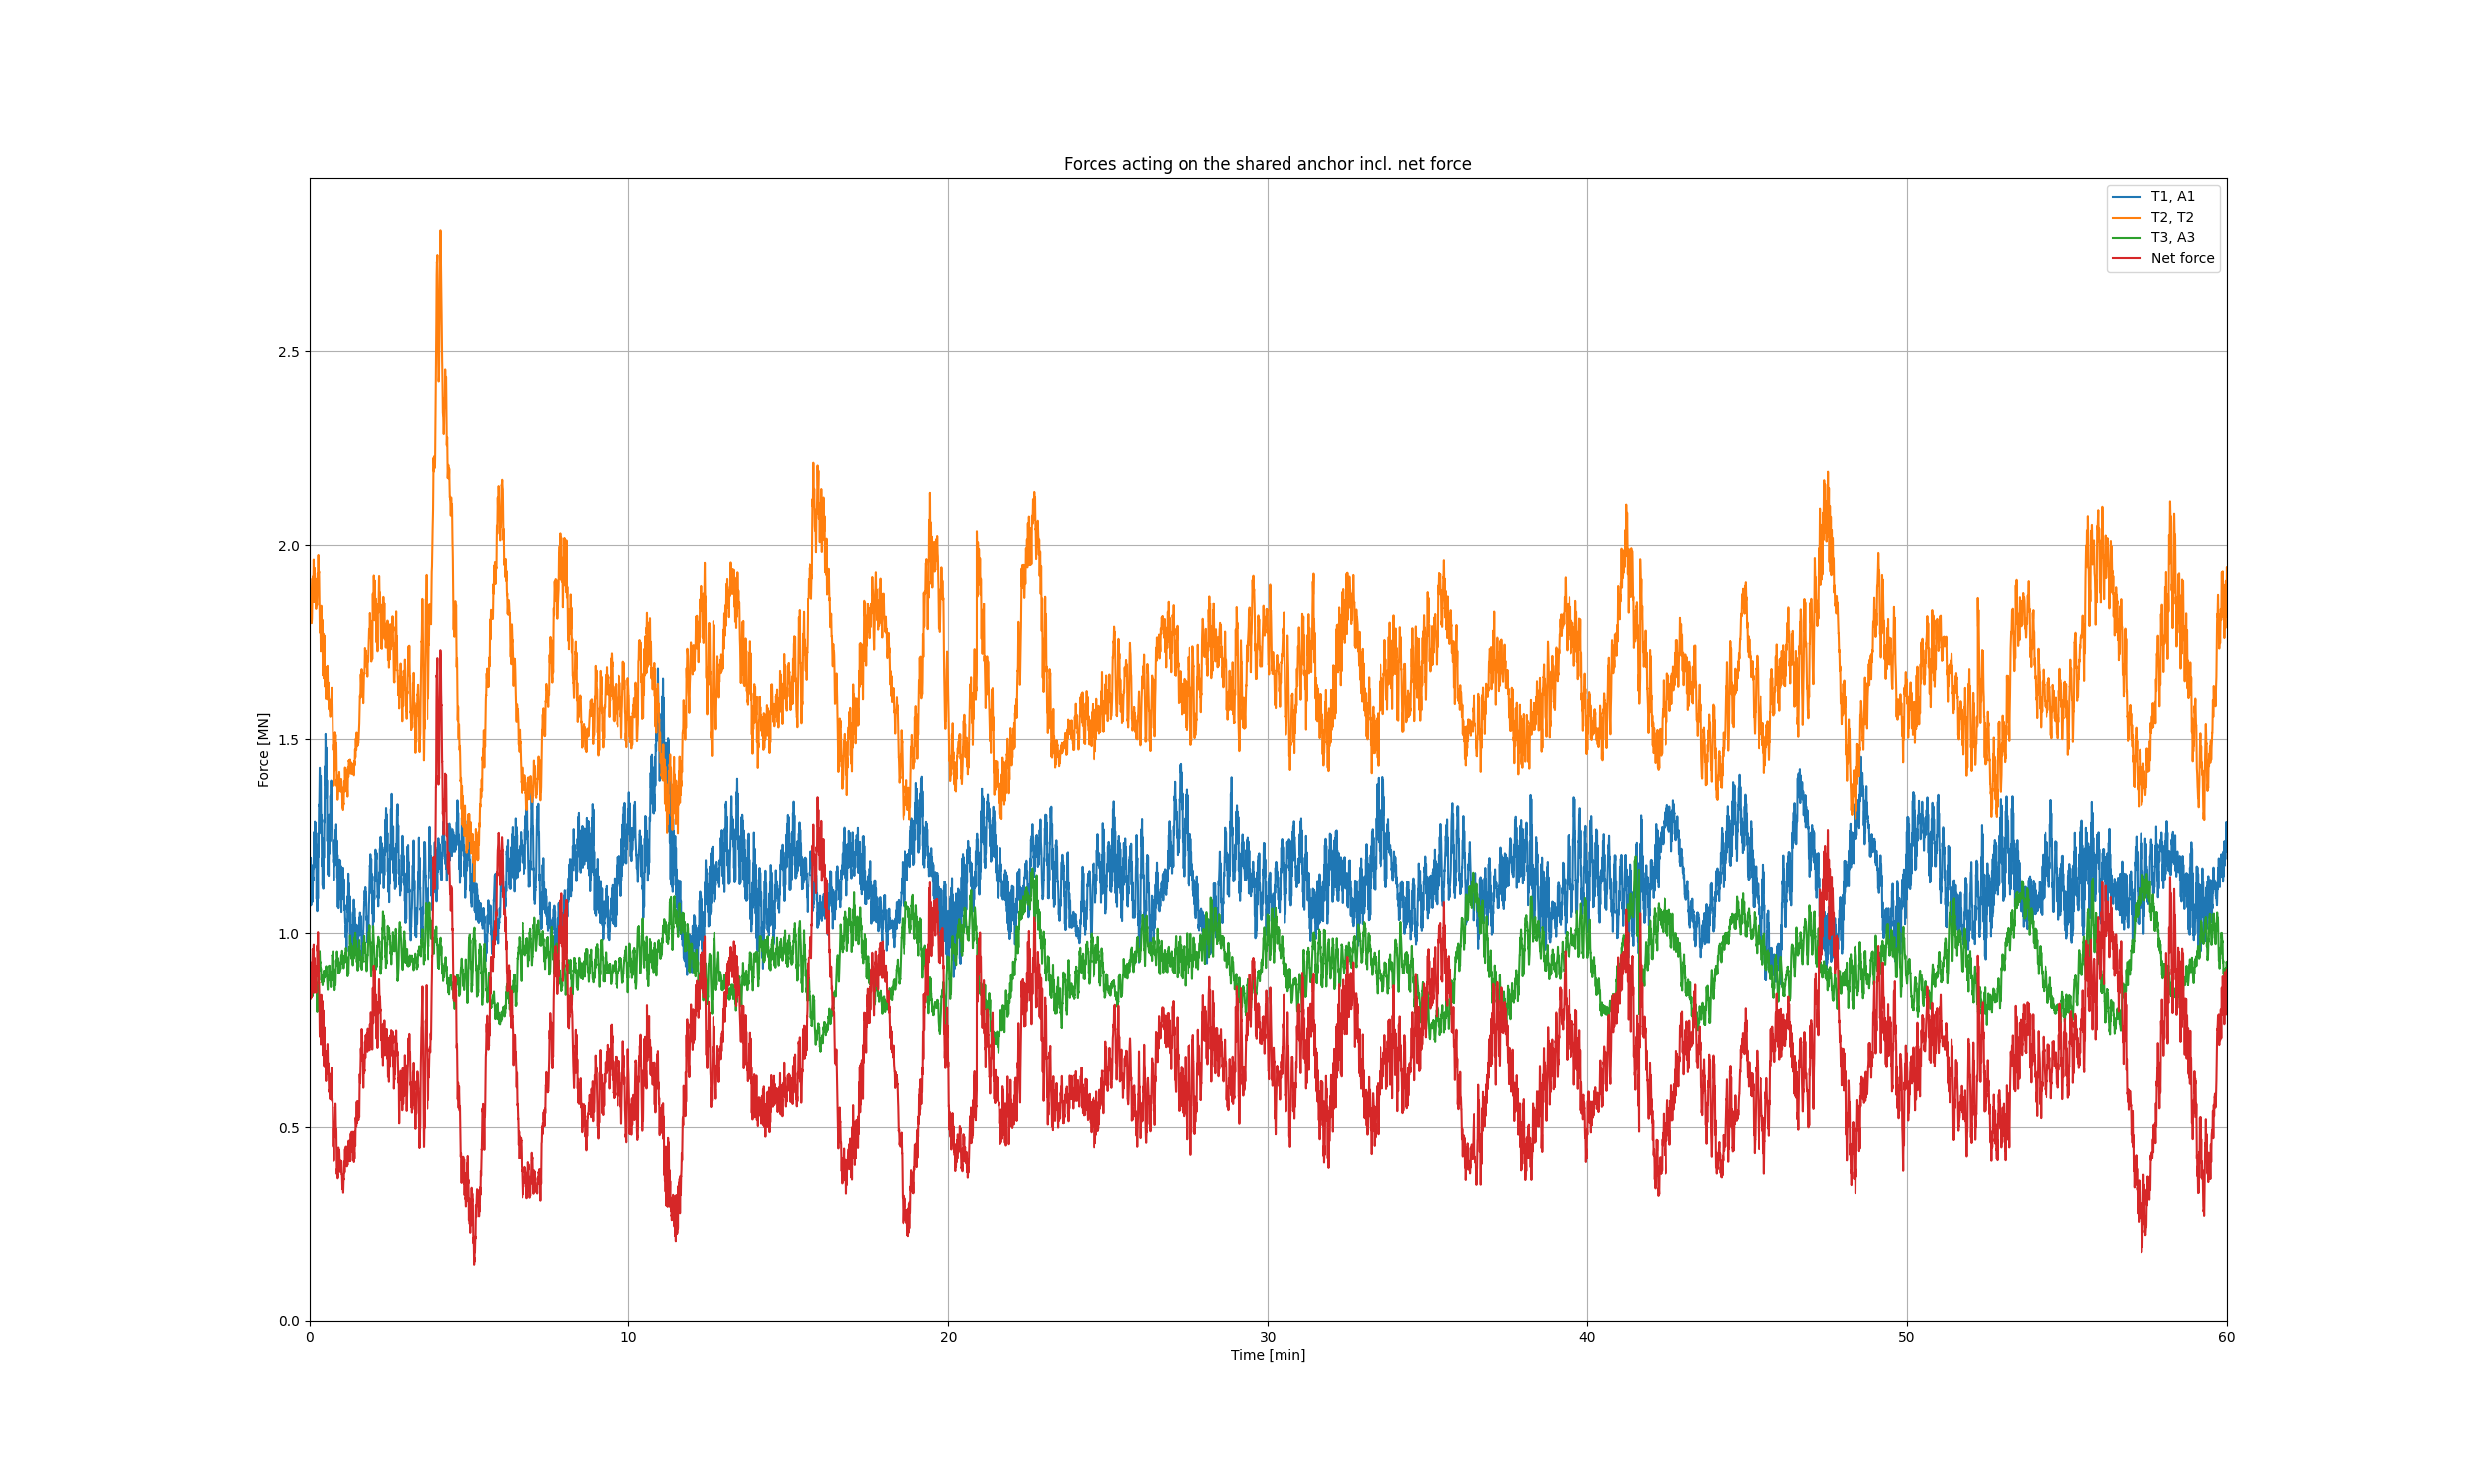 Forces acting on the shared anchor incl. net force
T1, A1
T2, T2
T3, A3
Net force
2.5
2.0
1.5
1.0
0.5
0.0
Force [MN]
0 10 20 30 40 50 60
Time [min]